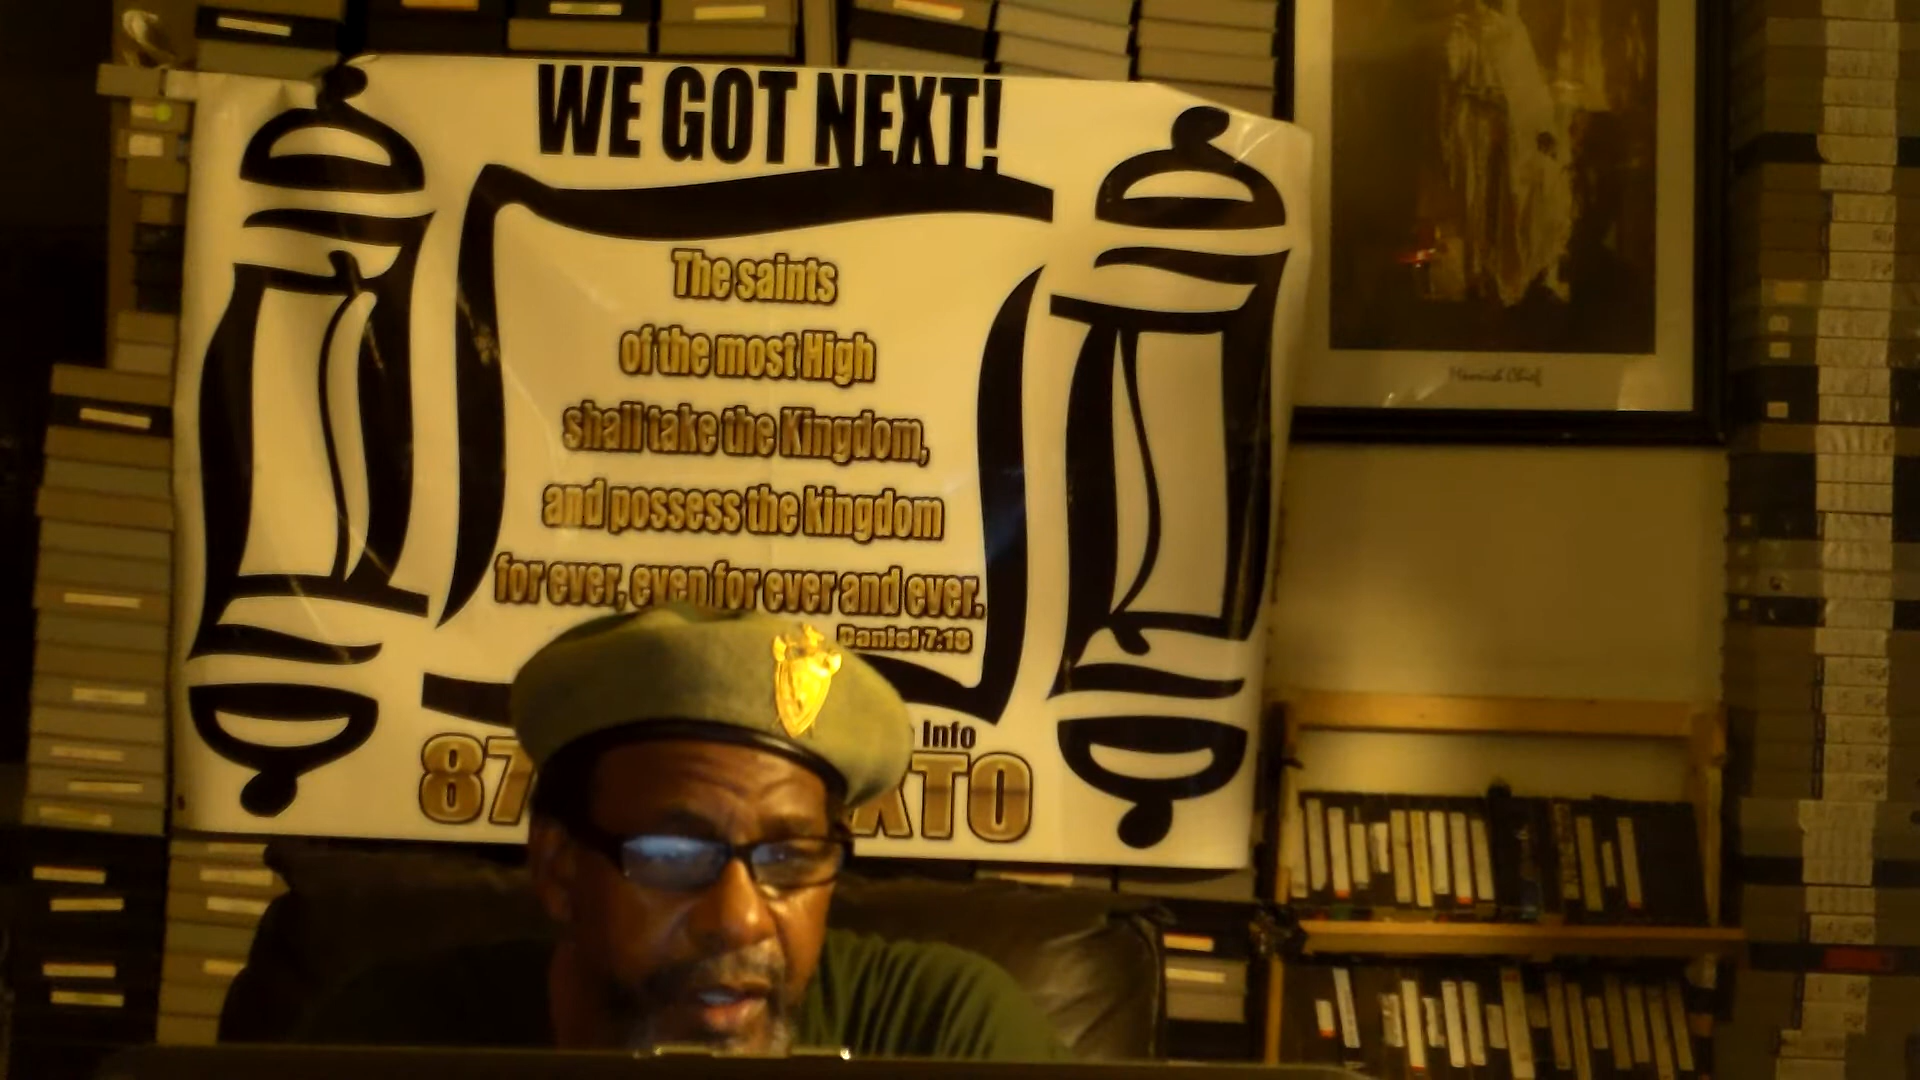 WE GOT NEXT!
The saints
of the most High
shall take the Kingdom,
and possess the kingdom
for ever, even for ever and ever.
Daniel 7:18
Info
87
XTO